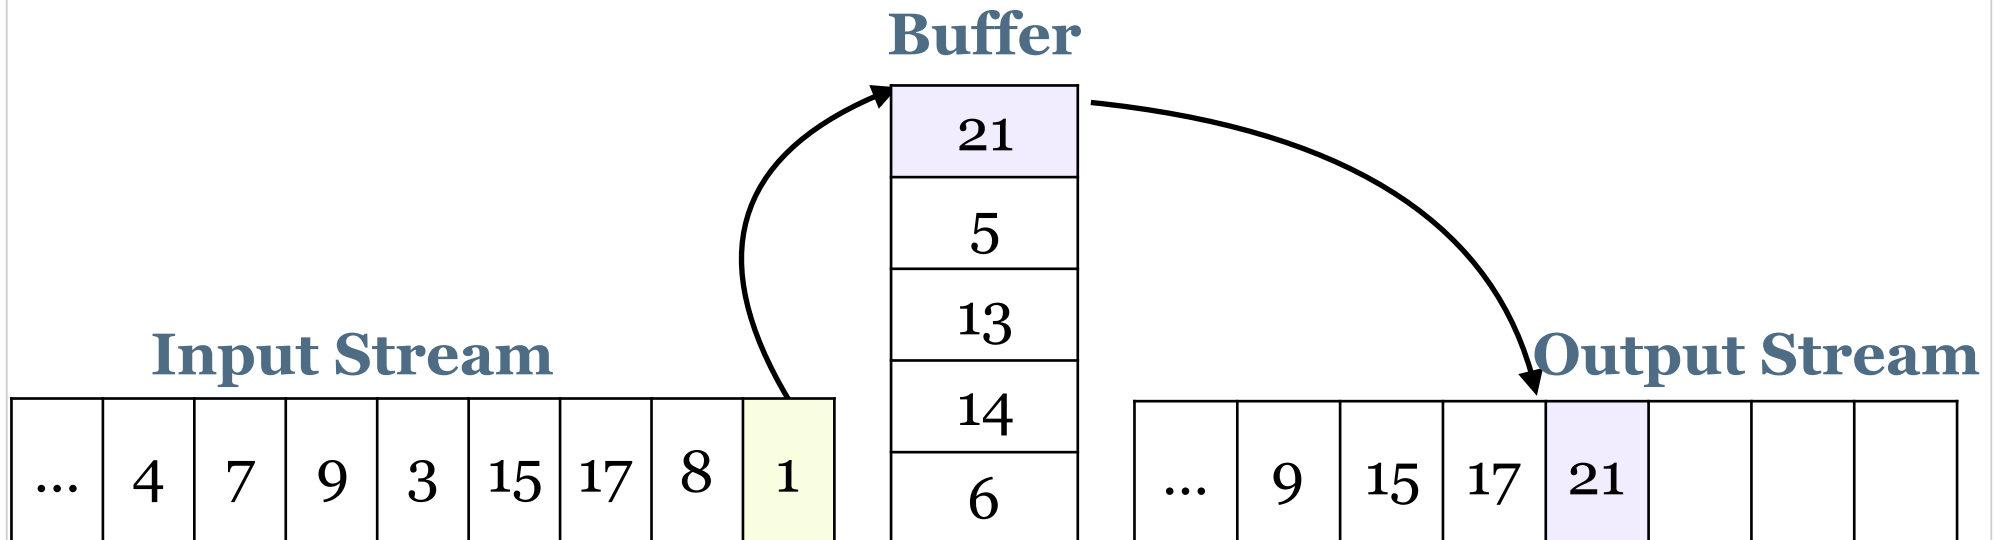 Buffer
21
5
13
14
6
Input Stream
... 4 7 9 3 15 17 8 1
Output Stream
... 9 15 17 21